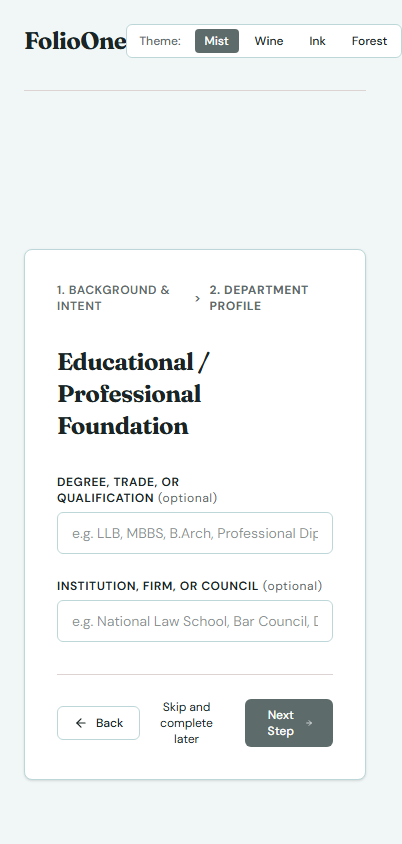 FolioOne
Theme: Mist Wine Ink Forest
1. BACKGROUND &
INTENT
>
2. DEPARTMENT
PROFILE
Educational /
Professional
Foundation
DEGREE, TRADE, OR
QUALIFICATION (optional)
e.g. LLB, MBBS, B.Arch, Professional Dip
INSTITUTION, FIRM, OR COUNCIL (optional)
e.g. National Law School, Bar Council, D
← Back
Skip and
complete
later
Next
Step →